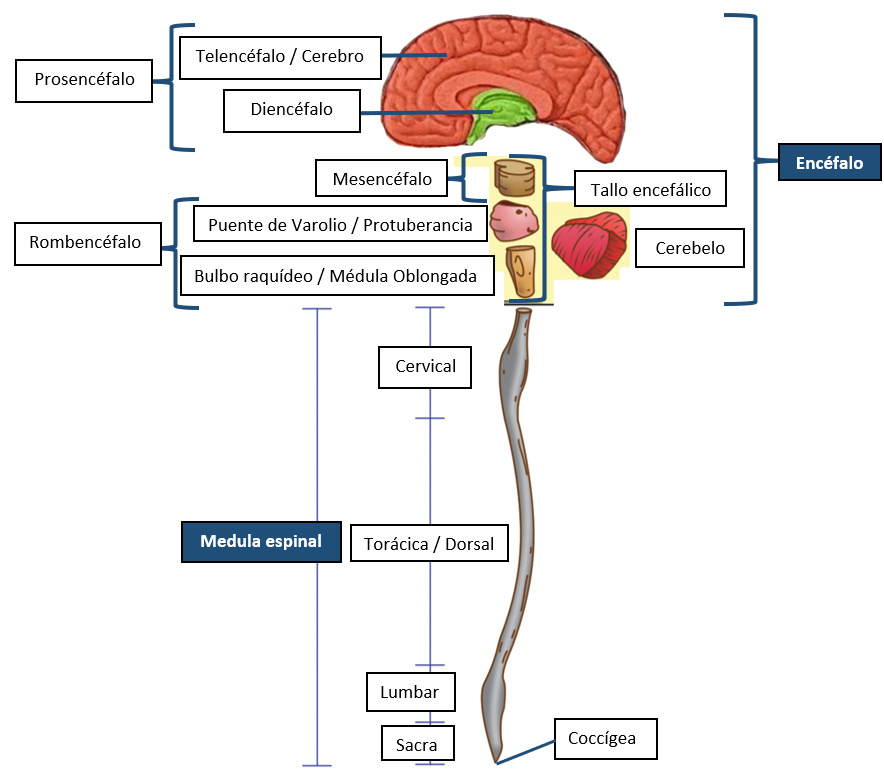 Telencéfalo / Cerebro
Prosencéfalo
Diencéfalo
Encéfalo
Mesencéfalo
Tallo encefálico
Puente de Varolio / Protuberancia
Rombencéfalo
Cerebelo
Bulbo raquídeo / Médula Oblongada
Cervical
Medula espinal
Torácica / Dorsal
Lumbar
Sacra
Coccígea